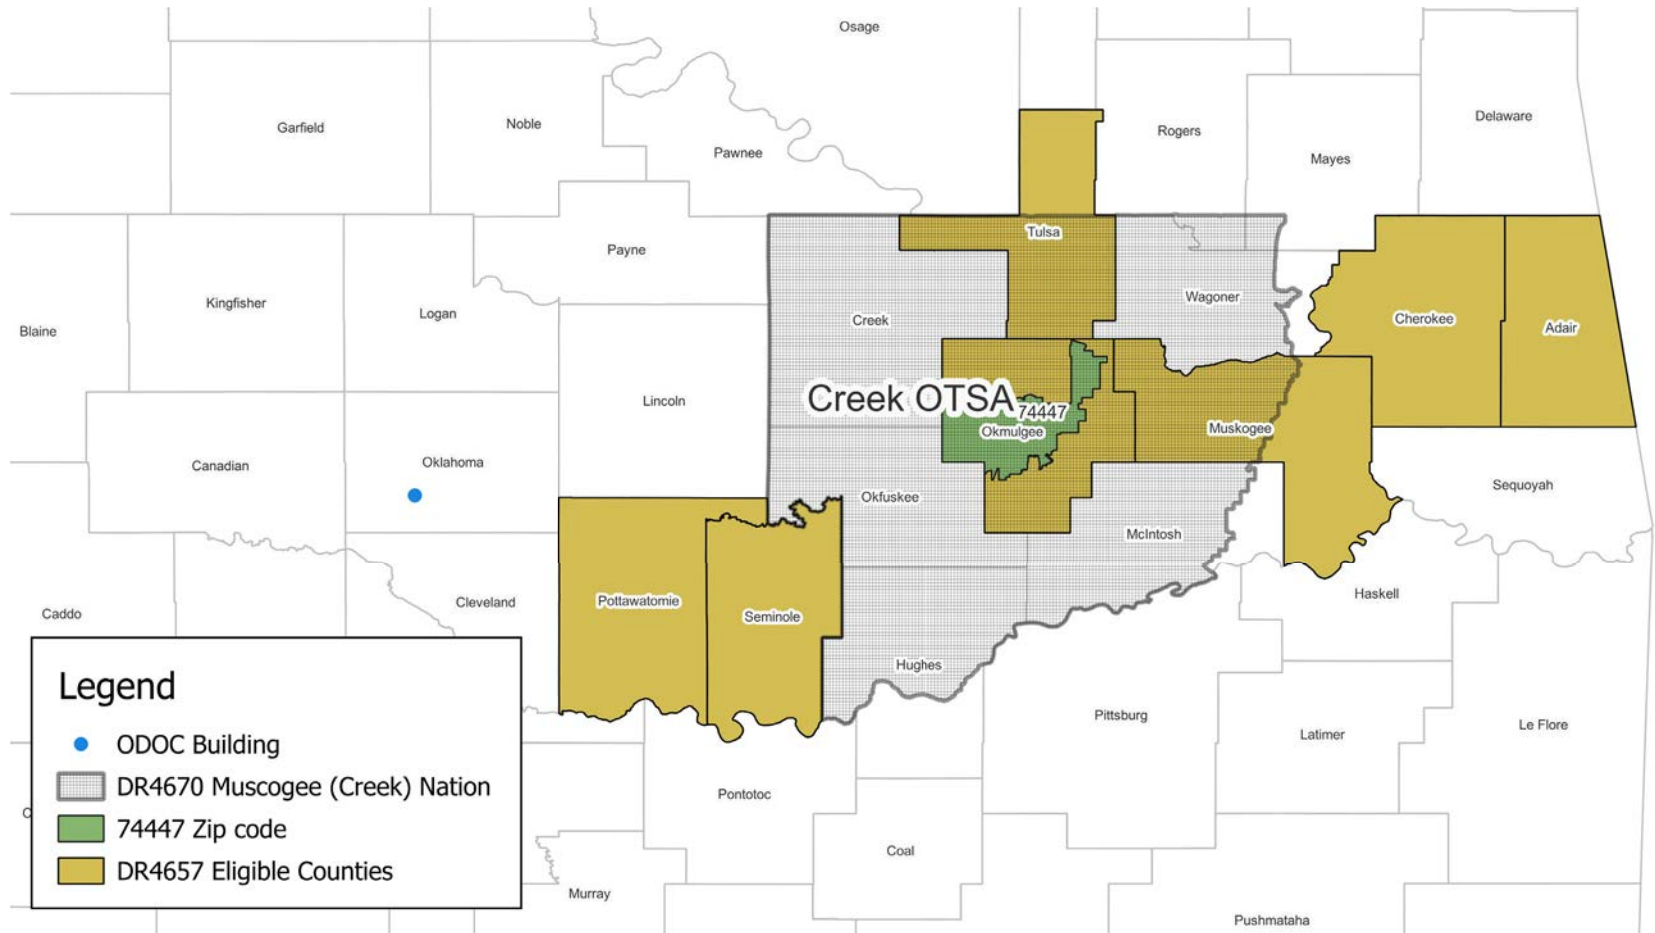 Osage
Garfield
Noble
Pawnee
Rogers
Mayes
Delaware
Tulsa
Payne
Kingfisher
Logan
Blaine
Creek
Wagoner
Cherokee
Adair
Lincoln
Creek OTSA
74447
Okmulgee
Muskogee
Canadian
Oklahoma
Okfuskee
Sequoyah
McIntosh
Caddo
Cleveland
Pottawatomie
Seminole
Haskell
Hughes
Pittsburg
Latimer
Le Flore
Legend
ODOC Building
DR4670 Muscogee (Creek) Nation
74447 Zip code
DR4657 Eligible Counties
Pontotoc
Coal
Murray
Pushmataha